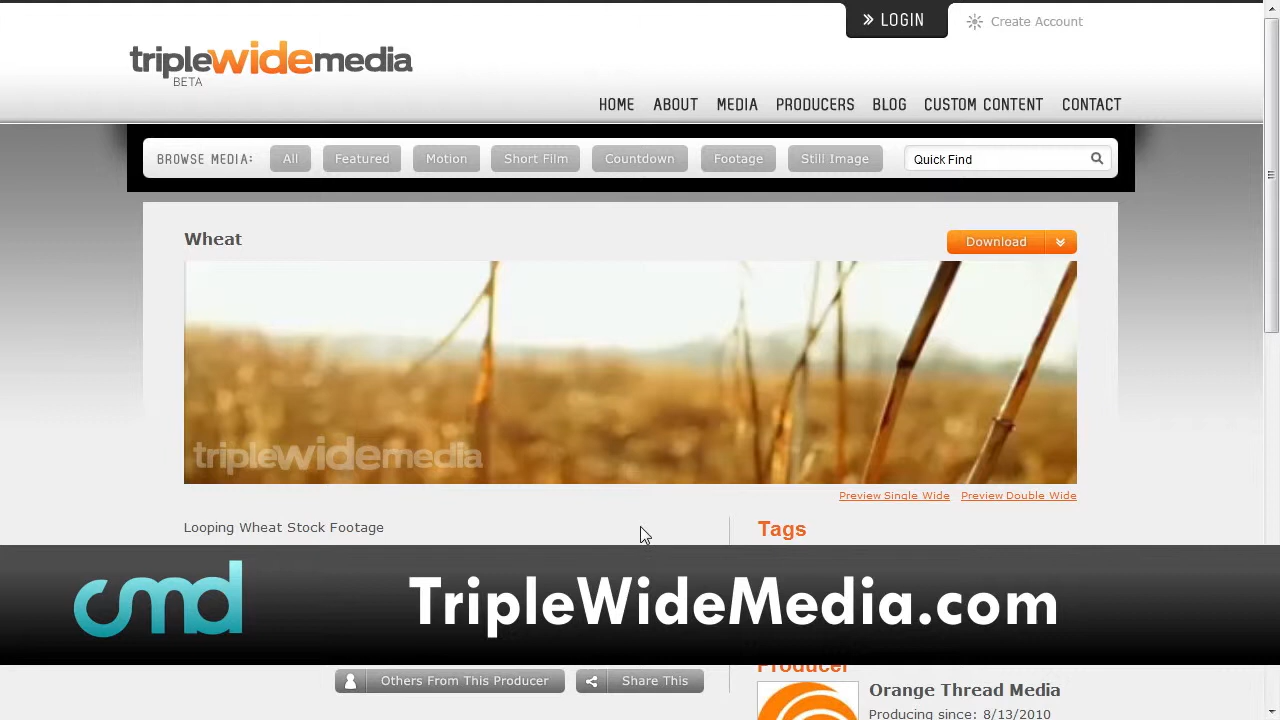 LOGIN
Create Account
triplewidemedia
BETA
HOME ABOUT MEDIA PRODUCERS BLOG CUSTOM CONTENT CONTACT
BROWSE MEDIA: All Featured Motion Short Film Countdown Footage Still Image Quick Find
Wheat
Download
triplewidemedia
Preview Single Wide Preview Double Wide
Looping Wheat Stock Footage
Tags
cmd
TripleWideMedia.com
Producer
Others From This Producer
Share This
Orange Thread Media
Producing since: 8/13/2010